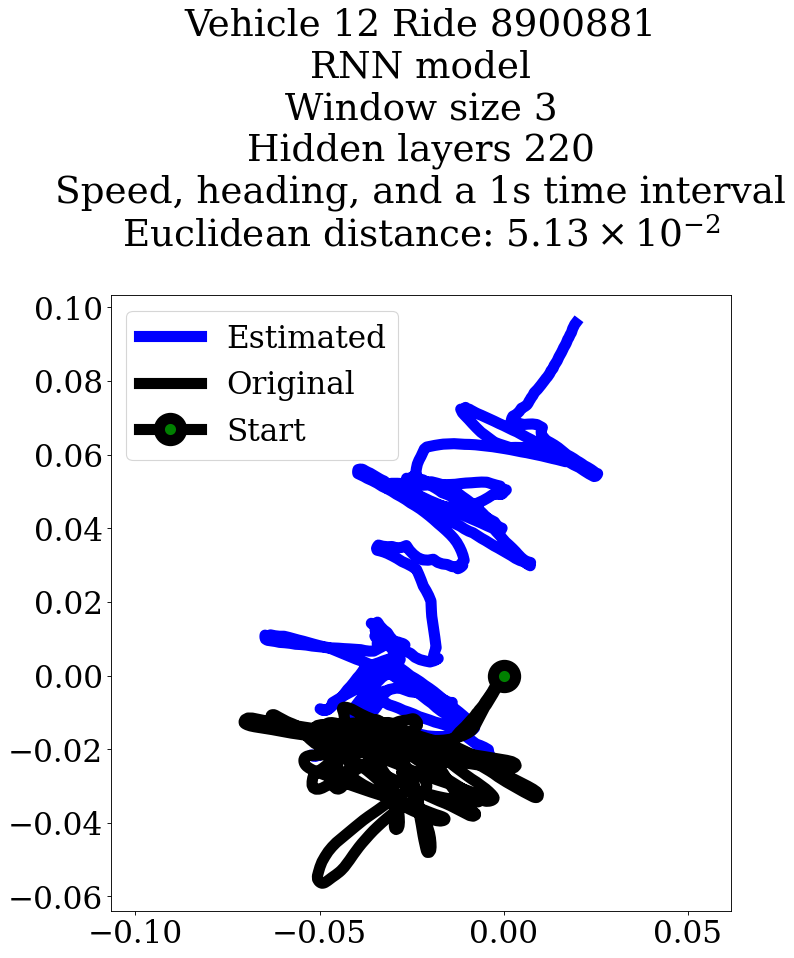 Vehicle 12 Ride 8900881
RNN model
Window size 3
Hidden layers 220
Speed, heading, and a 1s time interval
Euclidean distance: 5.13 × 10⁻²
Estimated
Original
Start
0.10
0.08
0.06
0.04
0.02
0.00
−0.02
−0.04
−0.06
−0.10 −0.05 0.00 0.05